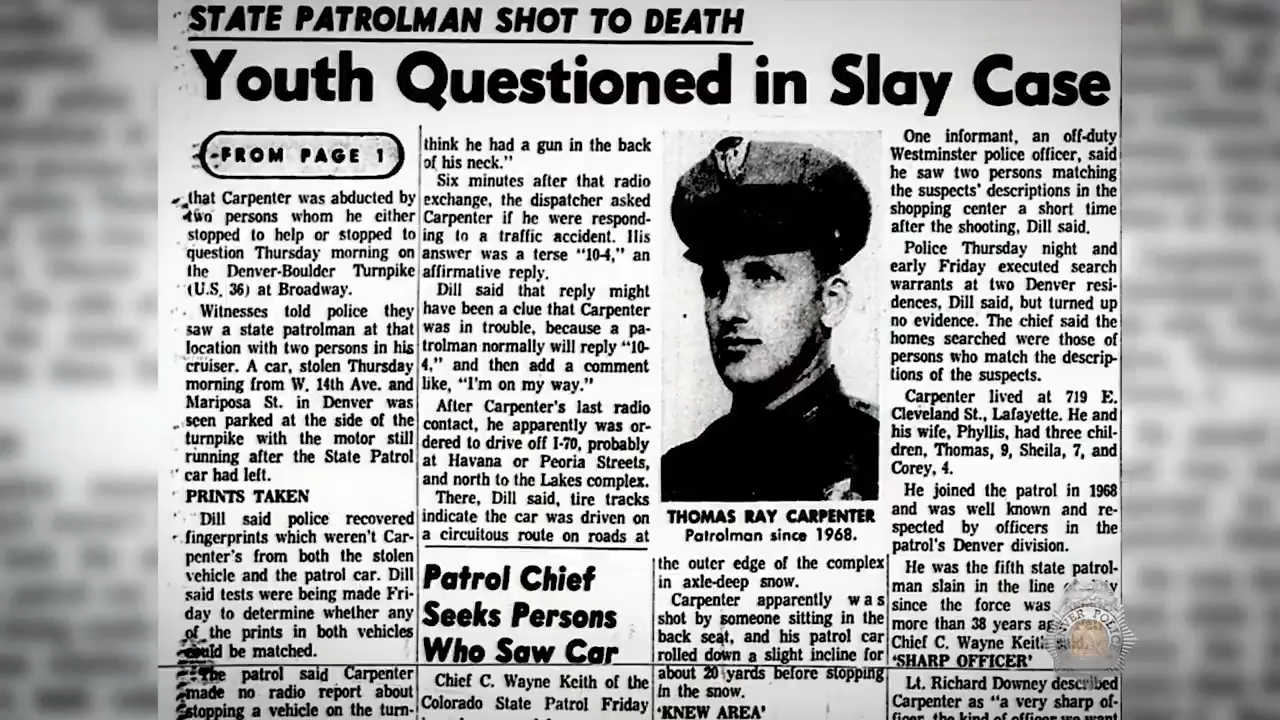 STATE PATROLMAN SHOT TO DEATH
Youth Questioned in Slay Case
FROM PAGE 1
that Carpenter was abducted by
two persons whom he either
stopped to help or stopped to
question Thursday morning on
the Denver-Boulder Turnpike
(U.S. 36) at Broadway.
Witnesses told police they
saw a state patrolman at that
location with two persons in his
cruiser. A car, stolen Thursday
morning from W. 14th Ave. and
Mariposa St. in Denver was
seen parked at the side of the
turnpike with the motor still
running after the State Patrol
car had left.
PRINTS TAKEN
Dill said police recovered
fingerprints which weren't Car-
penter's from both the stolen
vehicle and the patrol car. Dill
said tests were being made Fri-
day to determine whether any
of the prints in both vehicles
could be matched.
The patrol said Carpenter
made no radio report about
stopping a vehicle on the turn-
think he had a gun in the back
of his neck."
Six minutes after that radio
exchange, the dispatcher asked
Carpenter if he were respond-
ing to a traffic accident. His
answer was a terse "10-4," an
affirmative reply.
Dill said that reply might
have been a clue that Carpenter
was in trouble, because a pa-
trolman normally will reply "10-
4," and then add a comment
like, "I'm on my way."
After Carpenter's last radio
contact, he apparently was or-
dered to drive off I-70, probably
at Havana or Peoria Streets,
and north to the Lakes complex.
There, Dill said, tire tracks
indicate the car was driven on
a circuitous route on roads at
Patrol Chief
Seeks Persons
Who Saw Car
Chief C. Wayne Keith of the
Colorado State Patrol Friday
THOMAS RAY CARPENTER
Patrolman since 1968.
the outer edge of the complex
in axle-deep snow.
Carpenter apparently was
shot by someone sitting in the
back seat, and his patrol car
rolled down a slight incline for
about 20 yards before stopping
in the snow.
'KNEW AREA'
One informant, an off-duty
Westminster police officer, said
he saw two persons matching
the suspects' descriptions in the
shopping center a short time
after the shooting, Dill said.
Police Thursday night and
early Friday executed search
warrants at two Denver resi-
dences, Dill said, but turned up
no evidence. The chief said the
homes searched were those of
persons who match the descrip-
tions of the suspects.
Carpenter lived at 719 E.
Cleveland St., Lafayette. He and
his wife, Phyllis, had three chil-
dren, Thomas, 9, Sheila, 7, and
Corey, 4.
He joined the patrol in 1968
and was well known and re-
spected by officers in the
patrol's Denver division.
He was the fifth state patrol-
man slain in the line
since the force was
more than 38 years
Chief C. Wayne Keith
'SHARP OFFICER'
Lt. Richard Downey described
Carpenter as "a very sharp of-
ficer, the kind of officer we want